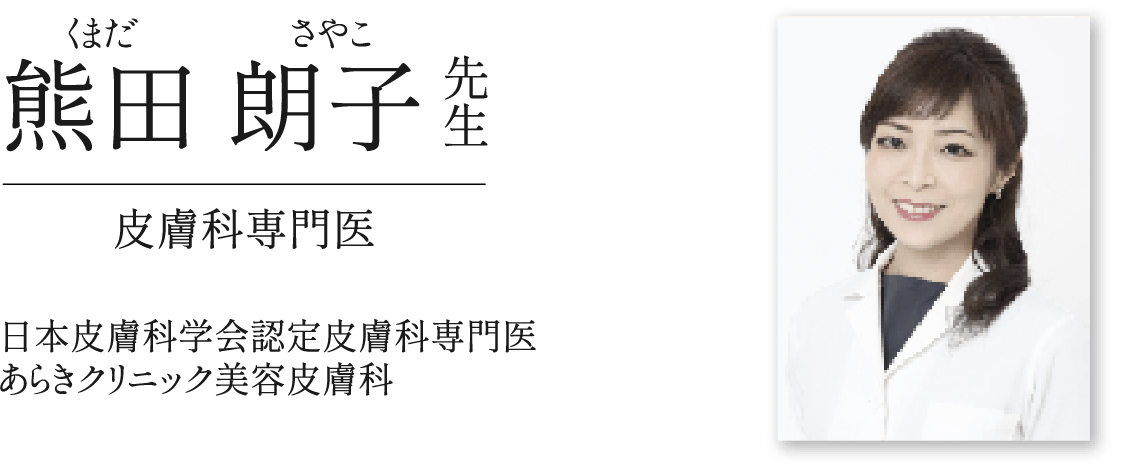 くまだ さやこ
熊田 朗子 先生
皮膚科専門医
日本皮膚科学会認定皮膚科専門医
あらきクリニック美容皮膚科